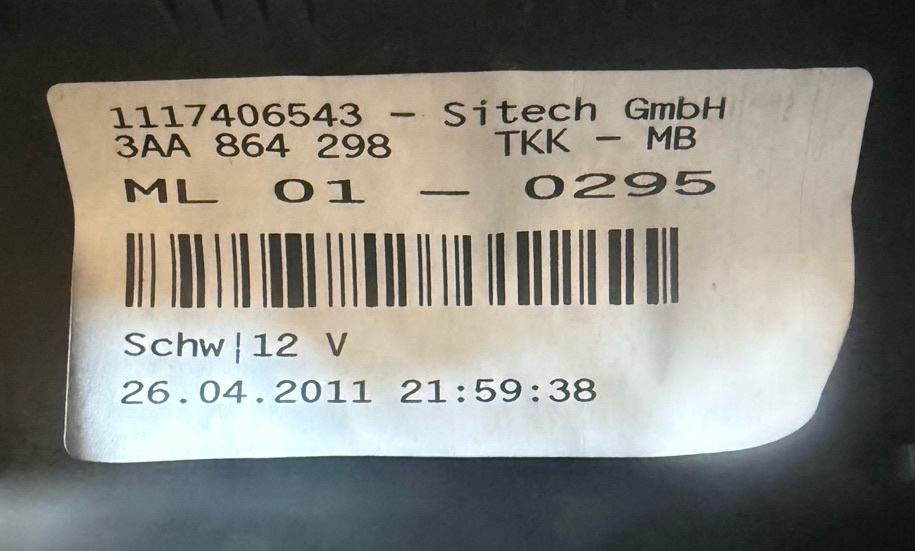 1117406543 - Sitech GmbH
3AA 864 298 TKK - MB
ML 01 - 0295
Schw|12 V
26.04.2011 21:59:38